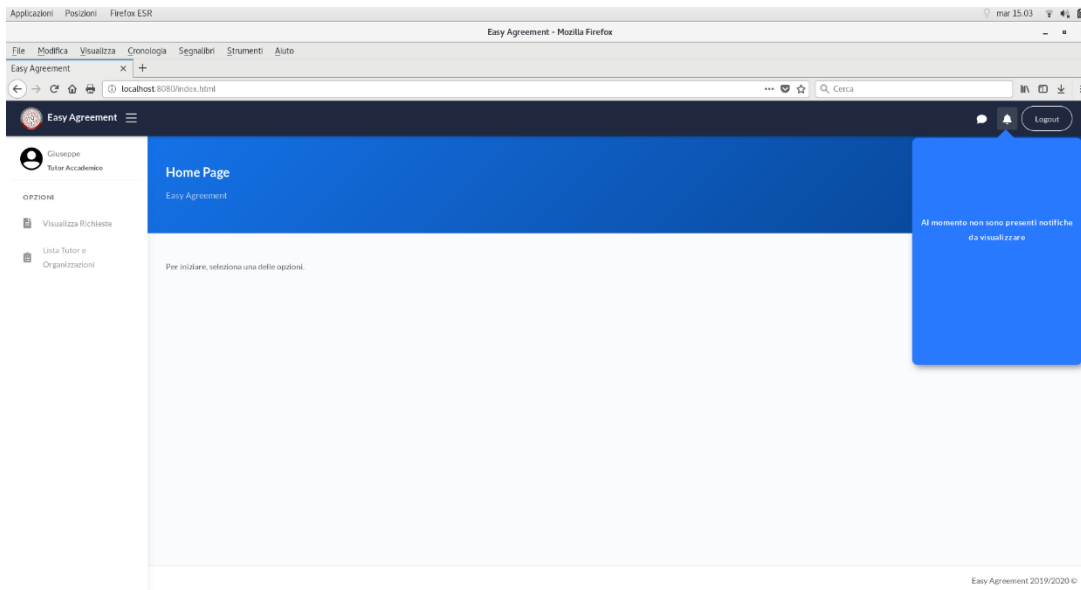 Applicazioni Posizioni Firefox ESR mar 15.03
Easy Agreement - Mozilla Firefox
File Modifica Visualizza Cronologia Segnalibri Strumenti Aiuto
Easy Agreement × +
localhost:8080/index.html Cerca
Easy Agreement Logout
Giuseppe
Tutor Accademico
OPZIONI
Visualizza Richieste
Lista Tutor e
Organizzazioni
Home Page
Easy Agreement
Per iniziare, seleziona una delle opzioni.
Al momento non sono presenti notifiche
da visualizzare
Easy Agreement 2019/2020 ©